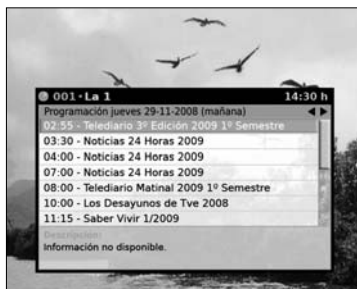 001·La 1 14:30 h
Programación jueves 29-11-2008 (mañana)
02:55 - Telediario 3º Edición 2009 1º Semestre
03:30 - Noticias 24 Horas 2009
04:00 - Noticias 24 Horas 2009
07:00 - Noticias 24 Horas 2009
08:00 - Telediario Matinal 2009 1º Semestre
10:00 - Los Desayunos de Tve 2008
11:15 - Saber Vivir 1/2009
Descripción:
Información no disponible.